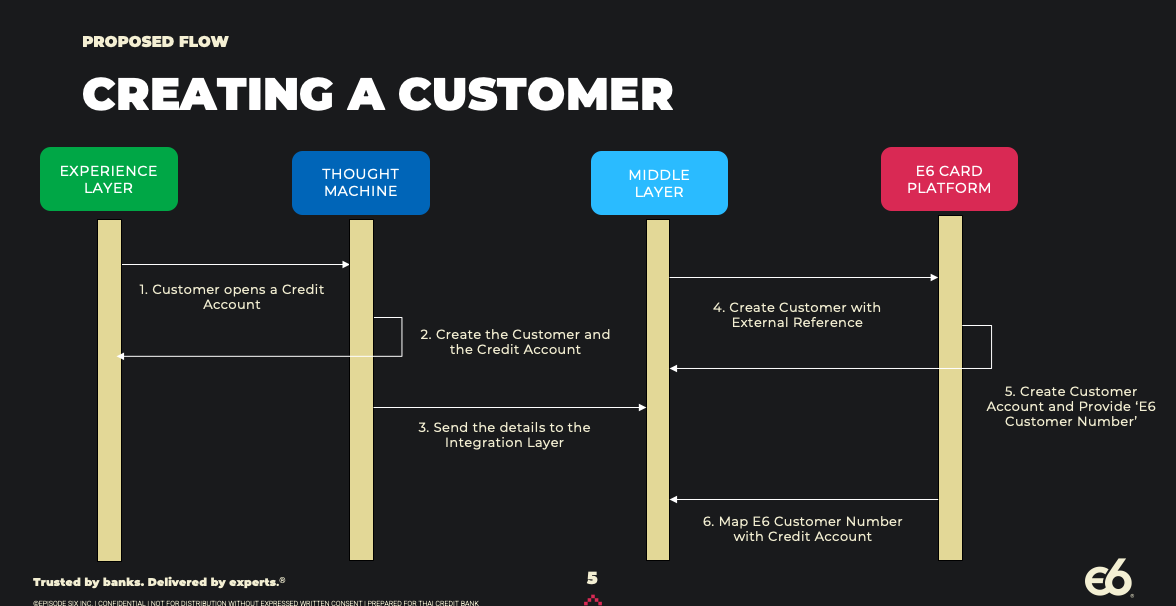 PROPOSED FLOW
CREATING A CUSTOMER
EXPERIENCE
LAYER
THOUGHT
MACHINE
MIDDLE
LAYER
E6 CARD
PLATFORM
1. Customer opens a Credit
Account
2. Create the Customer and
the Credit Account
3. Send the details to the
Integration Layer
4. Create Customer with
External Reference
5. Create Customer
Account and Provide ‘E6
Customer Number’
6. Map E6 Customer Number
with Credit Account
Trusted by banks. Delivered by experts.®
5
E6®
©EPISODE SIX INC. | CONFIDENTIAL | NOT FOR DISTRIBUTION WITHOUT EXPRESSED WRITTEN CONSENT | PREPARED FOR THAI CREDIT BANK